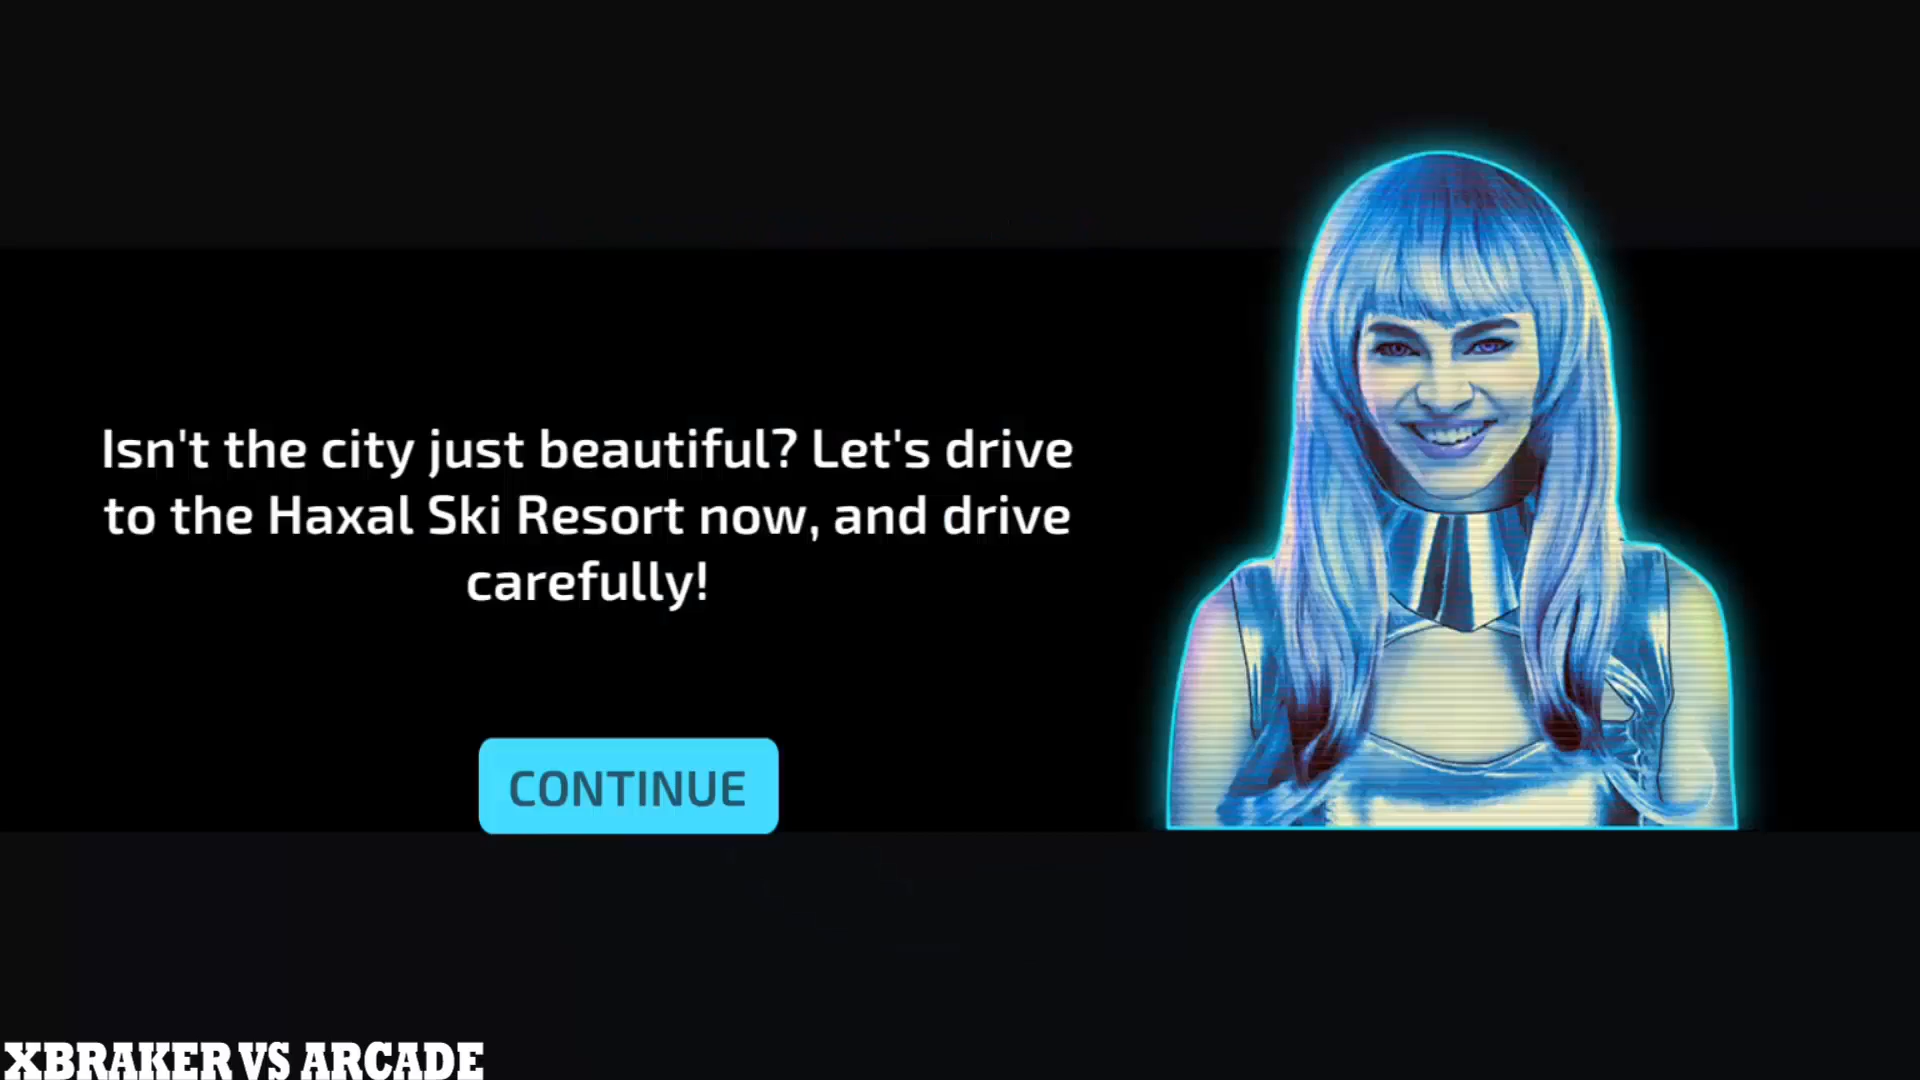 Isn't the city just beautiful? Let's drive
to the Haxal Ski Resort now, and drive
carefully!
CONTINUE
XBRAKER VS ARCADE